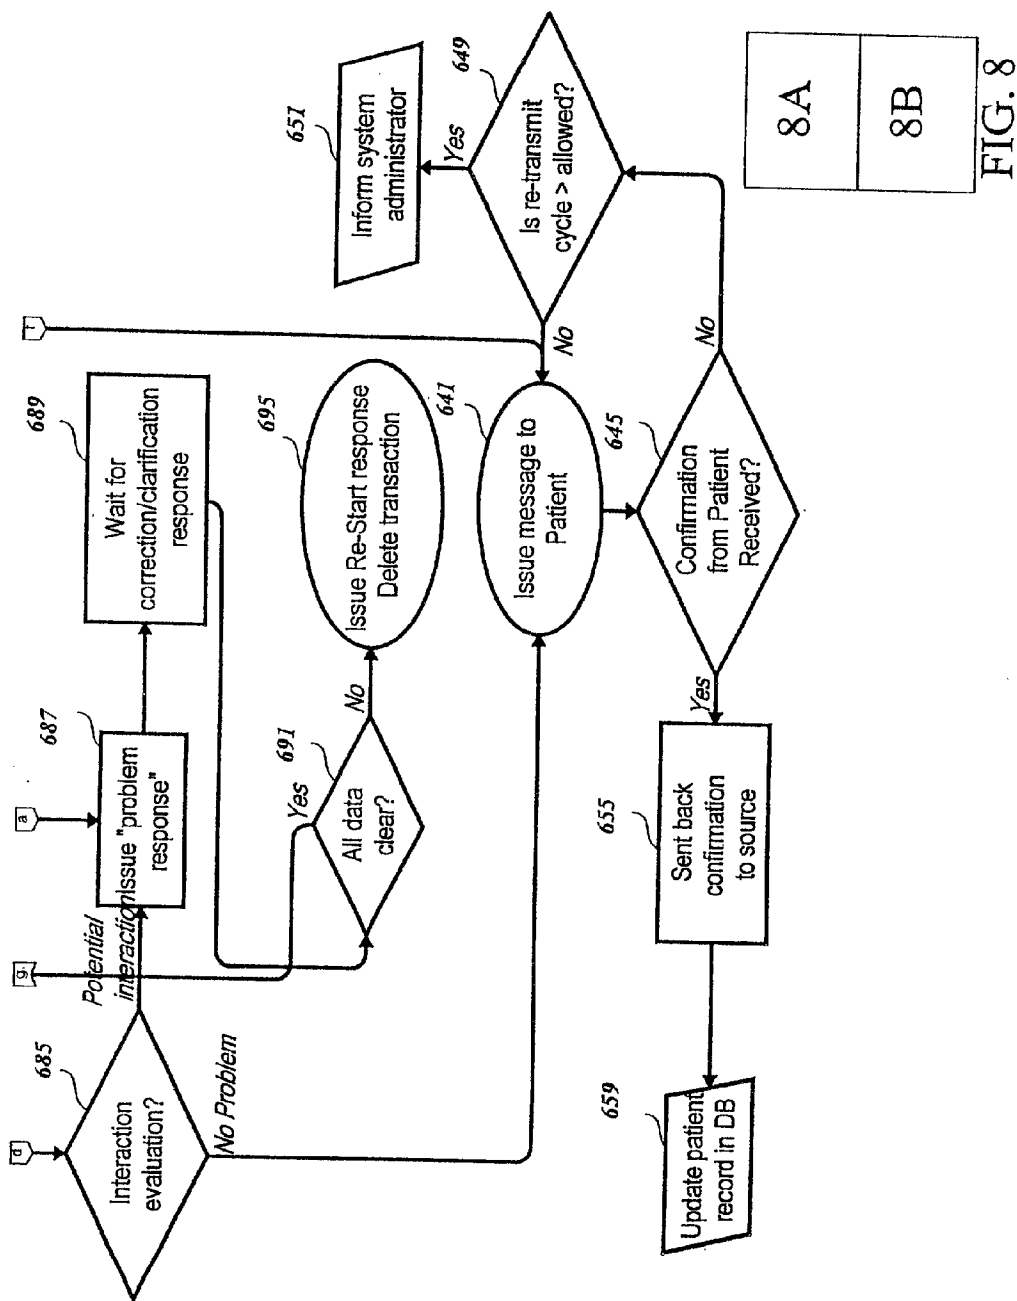 d
g
a
f
685
Interaction
evaluation?
Potential
interaction
No Problem
687
Issue "problem
response"
689
Wait for
correction/clarification
response
691
All data
clear?
Yes
No
695
Issue Re-Start response
Delete transaction
651
Inform system
administrator
649
Is re-transmit
cycle > allowed?
Yes
No
641
Issue message to
Patient
645
Confirmation
from Patient
Received?
No
Yes
655
Sent back
confirmation
to source
659
Update patient
record in DB
8A
8B
FIG. 8